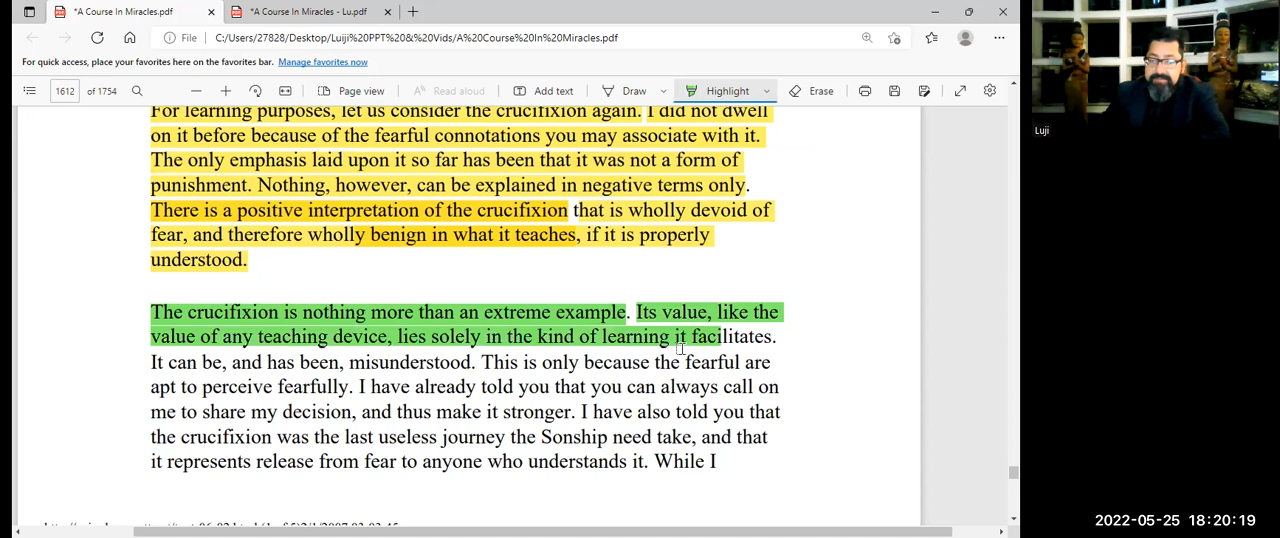 *A Course In Miracles.pdf
*A Course In Miracles - Lu.pdf
File C:/Users/27828/Desktop/Luiji%20PPT%20&%20Vids/A%20Course%20In%20Miracles.pdf
For quick access, place your favorites here on the favorites bar. Manage favorites now
1612 of 1754 Page view Read aloud Add text Draw Highlight Erase
For learning purposes, let us consider the crucifixion again. I did not dwell
on it before because of the fearful connotations you may associate with it.
The only emphasis laid upon it so far has been that it was not a form of
punishment. Nothing, however, can be explained in negative terms only.
There is a positive interpretation of the crucifixion that is wholly devoid of
fear, and therefore wholly benign in what it teaches, if it is properly
understood.
The crucifixion is nothing more than an extreme example. Its value, like the
value of any teaching device, lies solely in the kind of learning it facilitates.
It can be, and has been, misunderstood. This is only because the fearful are
apt to perceive fearfully. I have already told you that you can always call on
me to share my decision, and thus make it stronger. I have also told you that
the crucifixion was the last useless journey the Sonship need take, and that
it represents release from fear to anyone who understands it. While I
Luji
2022-05-25 18:20:19